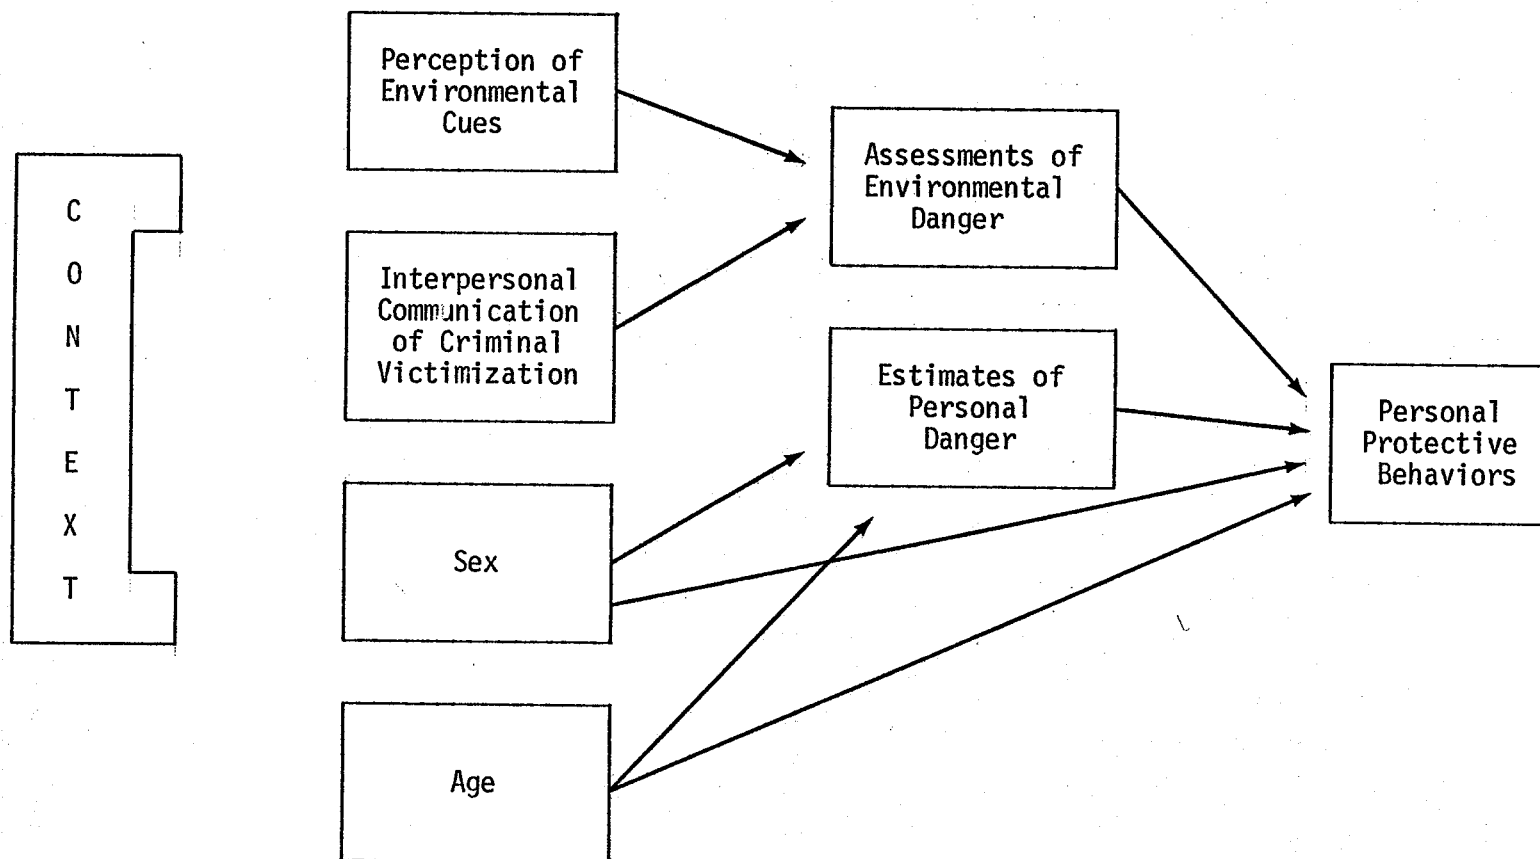 C
O
N
T
E
X
T
Perception of
Environmental
Cues
Interpersonal
Communication
of Criminal
Victimization
Sex
Age
Assessments of
Environmental
Danger
Estimates of
Personal
Danger
Personal
Protective
Behaviors